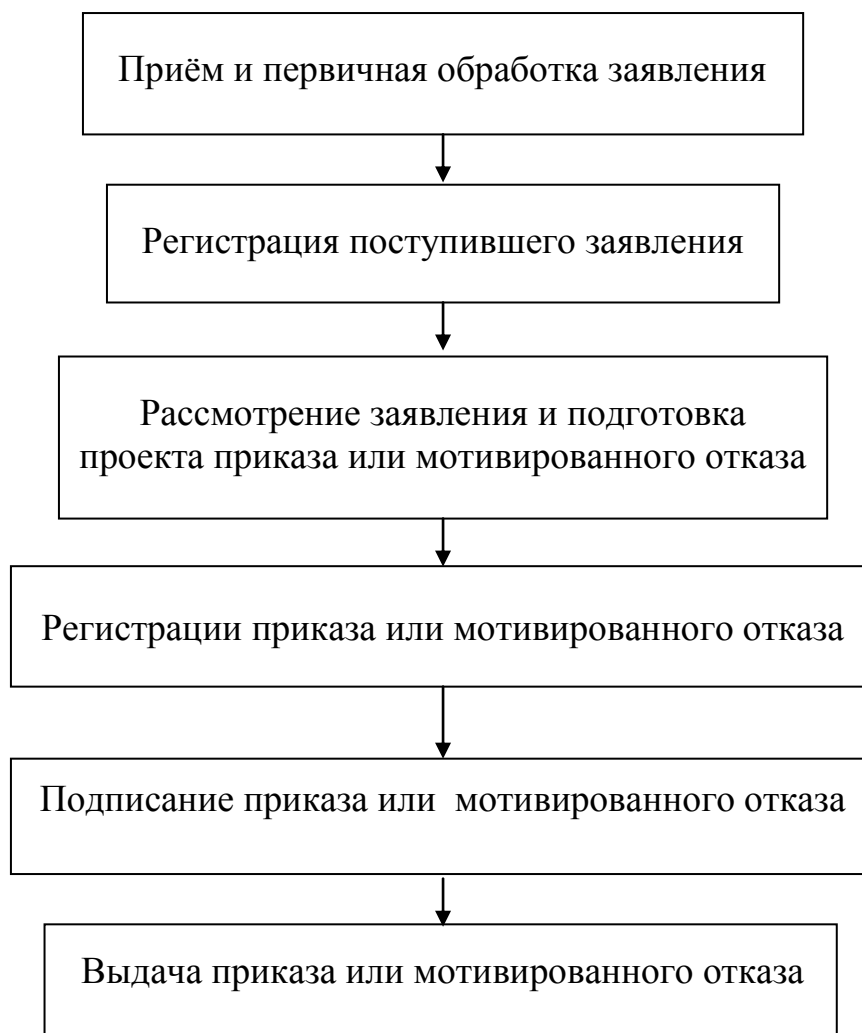 Приём и первичная обработка заявления
Регистрация поступившего заявления
Рассмотрение заявления и подготовка
проекта приказа или мотивированного отказа
Регистрации приказа или мотивированного отказа
Подписание приказа или  мотивированного отказа
Выдача приказа или мотивированного отказа